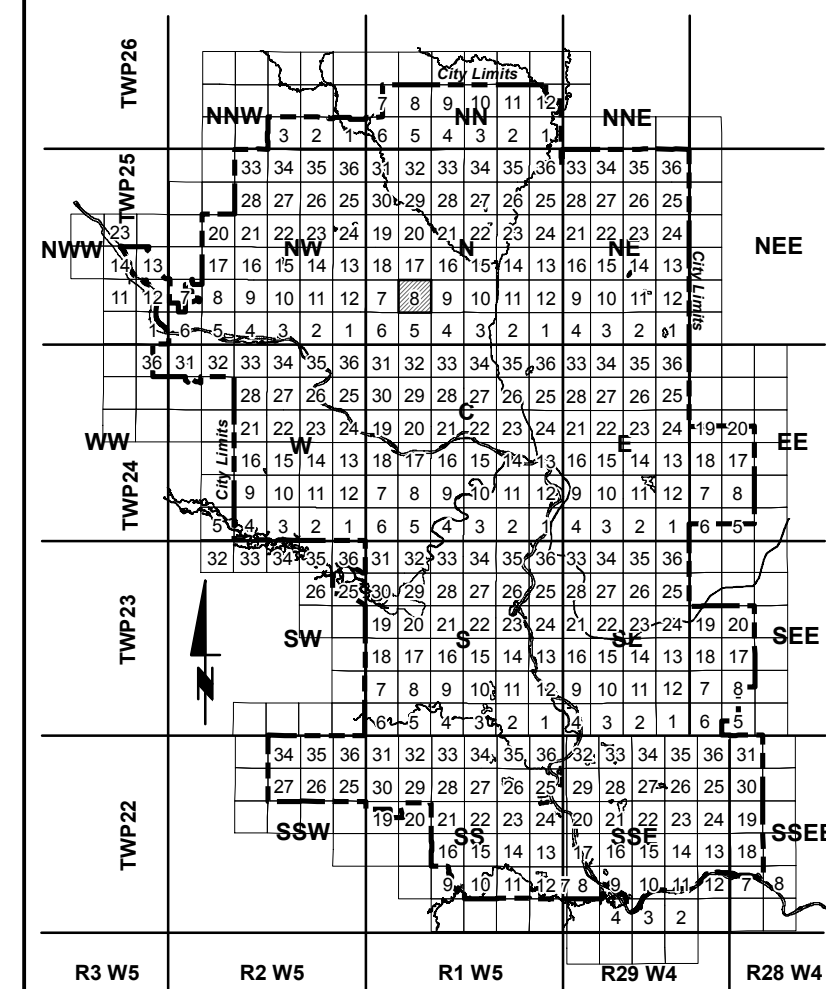 TWP26
City Limits
7 8 9 10 11 12
NNW NN NNE
3 2 1 6 5 4 3 2 1
TWP25
33 34 35 36 31 32 33 34 35 36 33 34 35 36
28 27 26 25 30 29 28 27 26 25 28 27 26 25
23 20 21 22 23 24 19 20 21 22 23 24 21 22 23 24
NWW NW N NE NEE
14 13 17 16 15 14 13 18 17 16 15 14 13 16 15 14 13
City Limits
11 12 7 8 9 10 11 12 7 8 9 10 11 12 9 10 11 12
1 6 5 4 3 2 1 6 5 4 3 2 1 4 3 2 1
36 31 32 33 34 35 36 31 32 33 34 35 36 33 34 35 36
28 27 26 25 30 29 28 27 26 25 28 27 26 25
C
21 22 23 24 19 20 21 22 23 24 21 22 23 24 19 20
WW W E EE
City Limits
16 15 14 13 18 17 16 15 14 13 16 15 14 13 18 17
TWP24
9 10 11 12 7 8 9 10 11 12 9 10 11 12 7 8
5 4 3 2 1 6 5 4 3 2 1 4 3 2 1 6 5
32 33 34 35 36 31 32 33 34 35 36 33 34 35 36
TWP23
26 25 30 29 28 27 26 25 28 27 26 25
19 20 21 22 23 24 21 22 23 24 19 20
SW S SE SEE
18 17 16 15 14 13 16 15 14 13 18 17
N
7 8 9 10 11 12 9 10 11 12 7 8
6 5 4 3 2 1 4 3 2 1 6 5
34 35 36 31 32 33 34 35 36 32 33 34 35 36 31
27 26 25 30 29 28 27 26 25 29 28 27 26 25 30
TWP22
19 20 21 22 23 24 20 21 22 23 24 19
SSW SS SSE SSEE
16 15 14 13 17 16 15 14 13 18
9 10 11 12 7 8 9 10 11 12 7 8
4 3 2
R3 W5 R2 W5 R1 W5 R29 W4 R28 W4